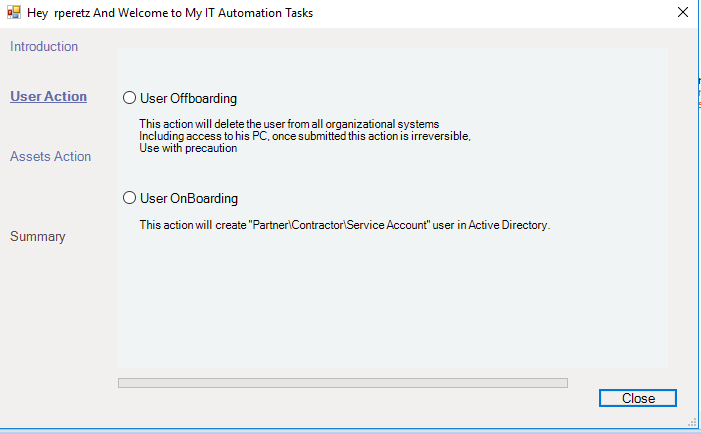 Hey rperetz And Welcome to My IT Automation Tasks
Introduction
User Action
User Offboarding
This action will delete the user from all organizational systems
Including access to his PC, once submitted this action is irreversible,
Use with precaution
Assets Action
User OnBoarding
This action will create "Partner\Contractor\Service Account" user in Active Directory.
Summary
Close